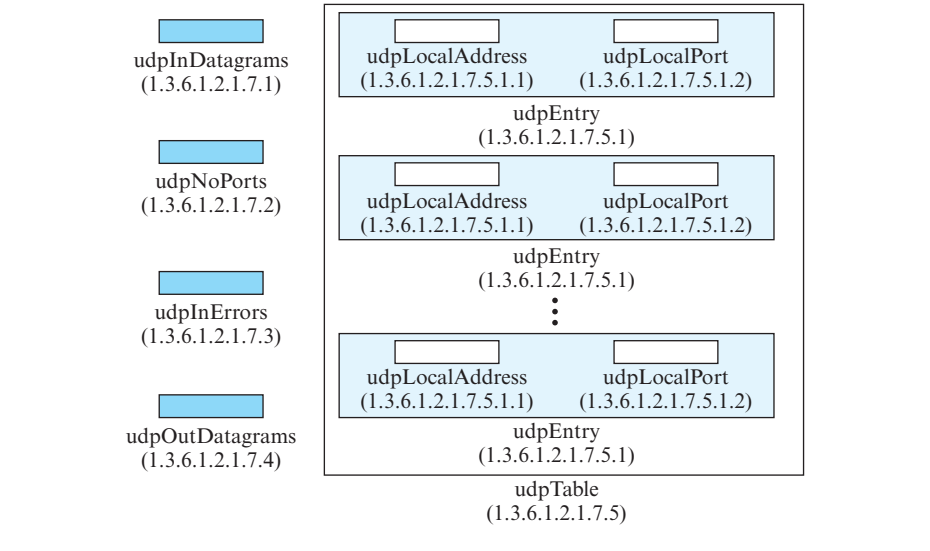 udpInDatagrams
(1.3.6.1.2.1.7.1)
udpNoPorts
(1.3.6.1.2.1.7.2)
udpInErrors
(1.3.6.1.2.1.7.3)
udpOutDatagrams
(1.3.6.1.2.1.7.4)
udpLocalAddress udpLocalPort
(1.3.6.1.2.1.7.5.1.1) (1.3.6.1.2.1.7.5.1.2)
udpEntry
(1.3.6.1.2.1.7.5.1)
udpLocalAddress udpLocalPort
(1.3.6.1.2.1.7.5.1.1) (1.3.6.1.2.1.7.5.1.2)
udpEntry
(1.3.6.1.2.1.7.5.1)
udpLocalAddress udpLocalPort
(1.3.6.1.2.1.7.5.1.1) (1.3.6.1.2.1.7.5.1.2)
udpEntry
(1.3.6.1.2.1.7.5.1)
udpTable
(1.3.6.1.2.1.7.5)